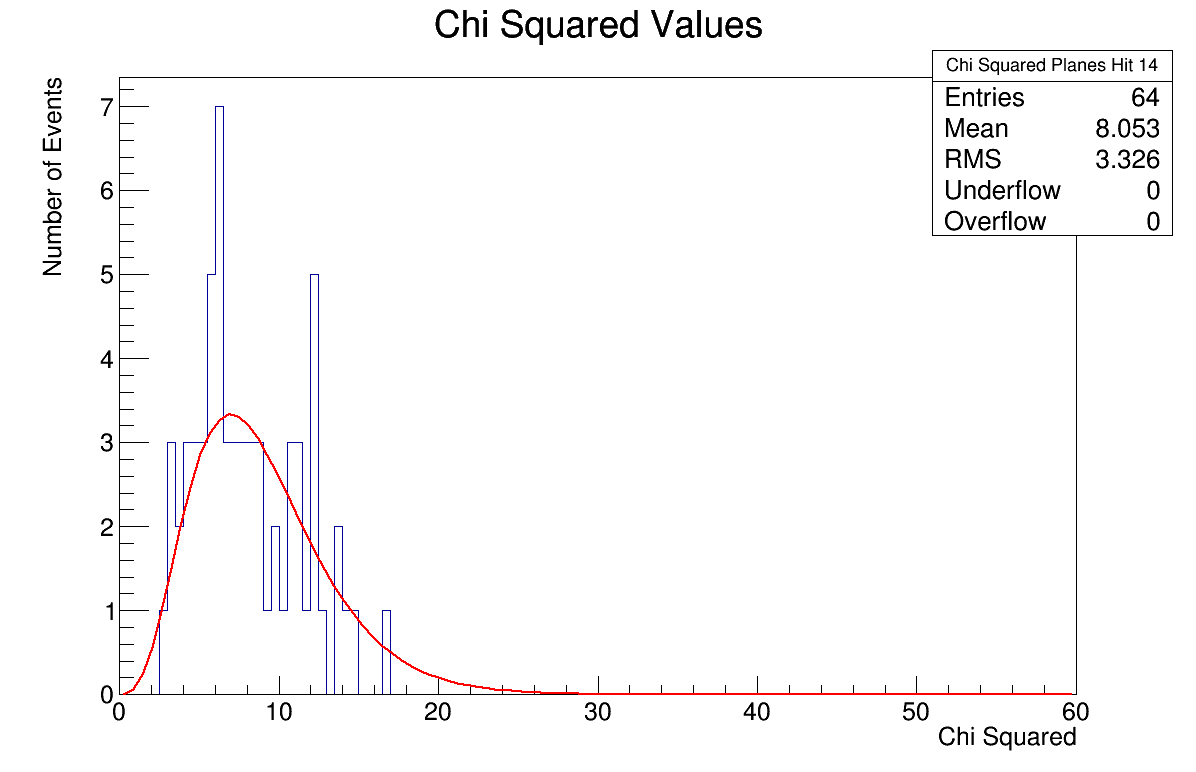 Chi Squared Values
Chi Squared Planes Hit 14
Entries 64
Mean 8.053
RMS 3.326
Underflow 0
Overflow 0
Number of Events
7
6
5
4
3
2
1
0
0 10 20 30 40 50 60
Chi Squared